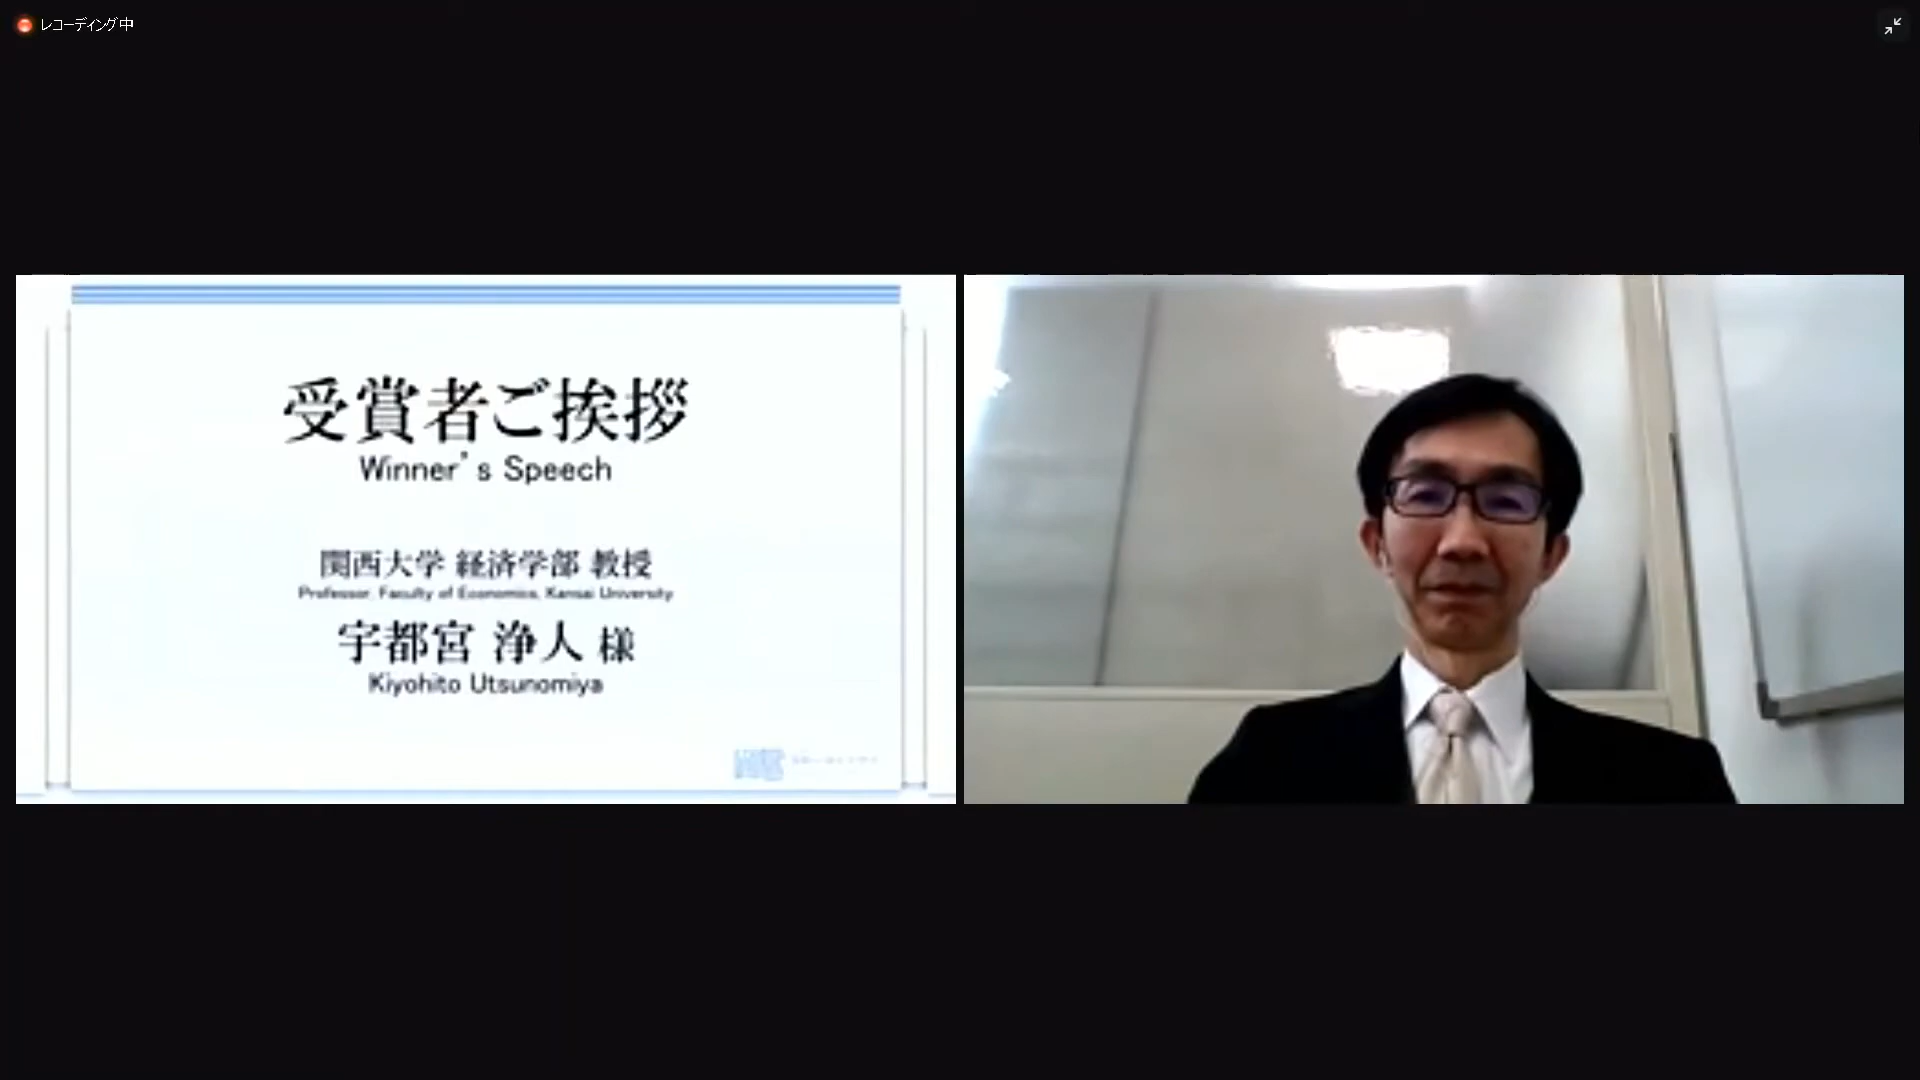 レコーディング中
受賞者ご挨拶
Winner's Speech
関西大学 経済学部 教授
Professor, Faculty of Economics, Kansai University
宇都宮 浄人 様
Kiyohito Utsunomiya